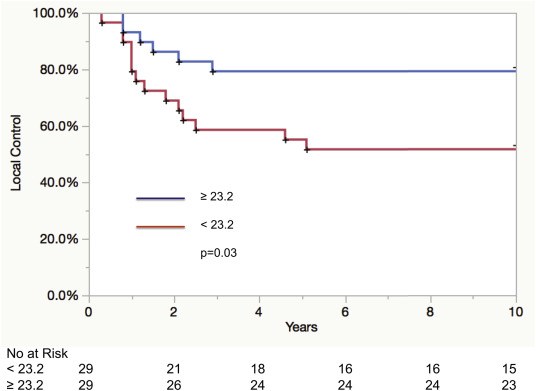 100.0%
80.0%
60.0%
40.0%
20.0%
0.0%
Local Control
≥ 23.2
< 23.2
p=0.03
0 2 4 6 8 10
Years
No at Risk
< 23.2 29 21 18 16 16 15
≥ 23.2 29 26 24 24 24 23